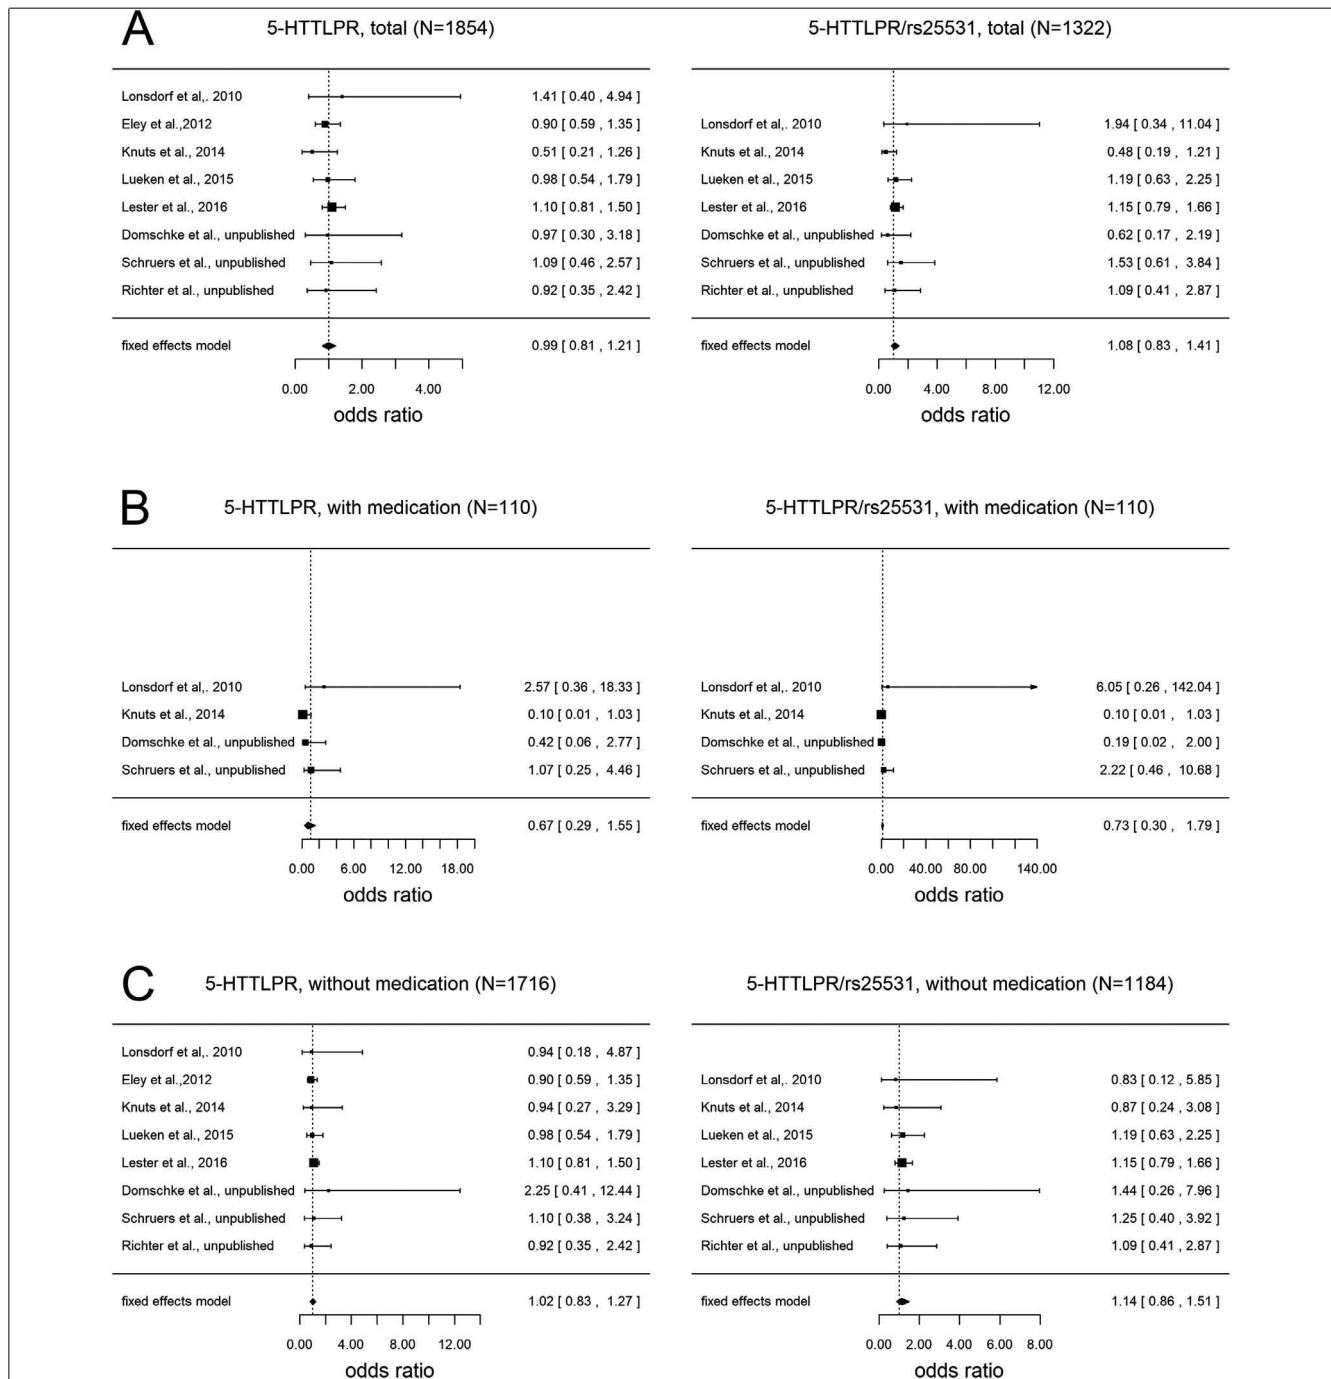 A
5-HTTLPR, total (N=1854)
Lonsdorf et al,. 2010 1.41 [ 0.40 , 4.94 ]
Eley et al.,2012 0.90 [ 0.59 , 1.35 ]
Knuts et al., 2014 0.51 [ 0.21 , 1.26 ]
Lueken et al., 2015 0.98 [ 0.54 , 1.79 ]
Lester et al., 2016 1.10 [ 0.81 , 1.50 ]
Domschke et al., unpublished 0.97 [ 0.30 , 3.18 ]
Schruers et al., unpublished 1.09 [ 0.46 , 2.57 ]
Richter et al., unpublished 0.92 [ 0.35 , 2.42 ]
fixed effects model 0.99 [ 0.81 , 1.21 ]
0.00 2.00 4.00
odds ratio
5-HTTLPR/rs25531, total (N=1322)
Lonsdorf et al,. 2010 1.94 [ 0.34 , 11.04 ]
Knuts et al., 2014 0.48 [ 0.19 , 1.21 ]
Lueken et al., 2015 1.19 [ 0.63 , 2.25 ]
Lester et al., 2016 1.15 [ 0.79 , 1.66 ]
Domschke et al., unpublished 0.62 [ 0.17 , 2.19 ]
Schruers et al., unpublished 1.53 [ 0.61 , 3.84 ]
Richter et al., unpublished 1.09 [ 0.41 , 2.87 ]
fixed effects model 1.08 [ 0.83 , 1.41 ]
0.00 4.00 8.00 12.00
odds ratio
B
5-HTTLPR, with medication (N=110)
Lonsdorf et al,. 2010 2.57 [ 0.36 , 18.33 ]
Knuts et al., 2014 0.10 [ 0.01 , 1.03 ]
Domschke et al., unpublished 0.42 [ 0.06 , 2.77 ]
Schruers et al., unpublished 1.07 [ 0.25 , 4.46 ]
fixed effects model 0.67 [ 0.29 , 1.55 ]
0.00 6.00 12.00 18.00
odds ratio
5-HTTLPR/rs25531, with medication (N=110)
Lonsdorf et al,. 2010 6.05 [ 0.26 , 142.04 ]
Knuts et al., 2014 0.10 [ 0.01 , 1.03 ]
Domschke et al., unpublished 0.19 [ 0.02 , 2.00 ]
Schruers et al., unpublished 2.22 [ 0.46 , 10.68 ]
fixed effects model 0.73 [ 0.30 , 1.79 ]
0.00 40.00 80.00 140.00
odds ratio
C
5-HTTLPR, without medication (N=1716)
Lonsdorf et al,. 2010 0.94 [ 0.18 , 4.87 ]
Eley et al.,2012 0.90 [ 0.59 , 1.35 ]
Knuts et al., 2014 0.94 [ 0.27 , 3.29 ]
Lueken et al., 2015 0.98 [ 0.54 , 1.79 ]
Lester et al., 2016 1.10 [ 0.81 , 1.50 ]
Domschke et al., unpublished 2.25 [ 0.41 , 12.44 ]
Schruers et al., unpublished 1.10 [ 0.38 , 3.24 ]
Richter et al., unpublished 0.92 [ 0.35 , 2.42 ]
fixed effects model 1.02 [ 0.83 , 1.27 ]
0.00 4.00 8.00 12.00
odds ratio
5-HTTLPR/rs25531, without medication (N=1184)
Lonsdorf et al,. 2010 0.83 [ 0.12 , 5.85 ]
Knuts et al., 2014 0.87 [ 0.24 , 3.08 ]
Lueken et al., 2015 1.19 [ 0.63 , 2.25 ]
Lester et al., 2016 1.15 [ 0.79 , 1.66 ]
Domschke et al., unpublished 1.44 [ 0.26 , 7.96 ]
Schruers et al., unpublished 1.25 [ 0.40 , 3.92 ]
Richter et al., unpublished 1.09 [ 0.41 , 2.87 ]
fixed effects model 1.14 [ 0.86 , 1.51 ]
0.00 2.00 4.00 6.00 8.00
odds ratio